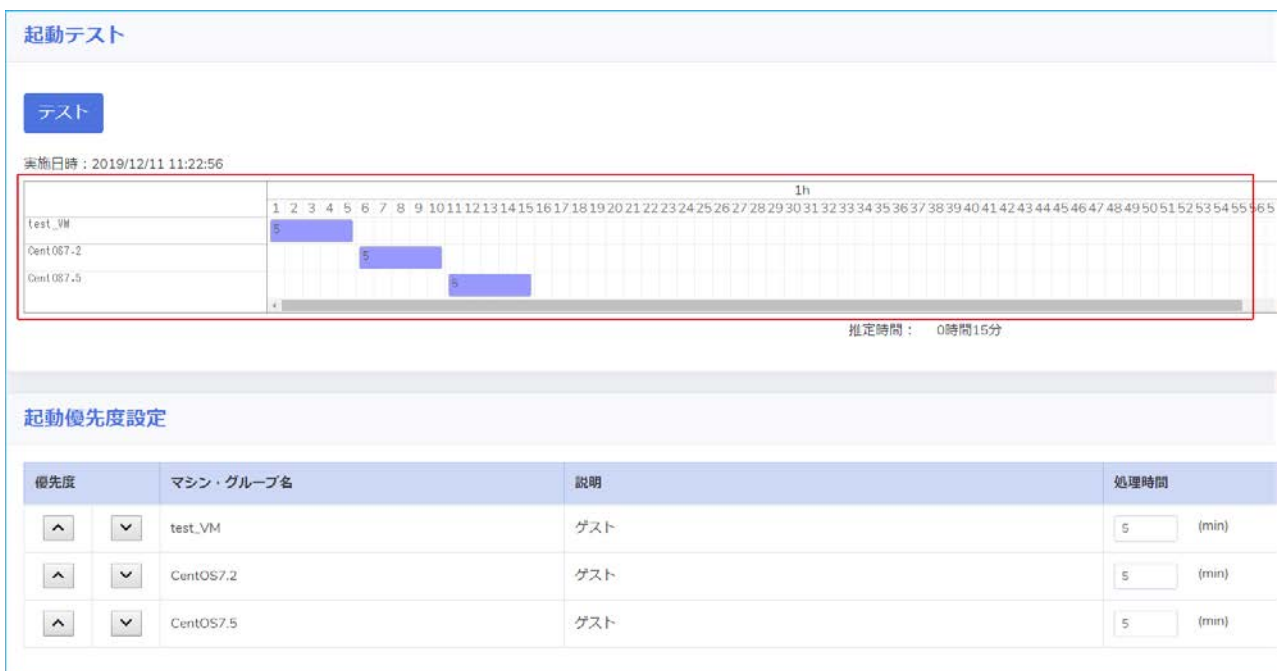 起動テスト
テスト
実施日時：2019/12/11 11:22:56
1h
1 2 3 4 5 6 7 8 9 10 11 12 13 14 15 16 17 18 19 20 21 22 23 24 25 26 27 28 29 30 31 32 33 34 35 36 37 38 39 40 41 42 43 44 45 46 47 48 49 50 51 52 53 54 55 56 5
test_VM 5
CentOS7.2 5
CentOS7.5 5
推定時間： 0時間15分
起動優先度設定
優先度 マシン・グループ名 説明 処理時間
test_VM ゲスト 5 (min)
CentOS7.2 ゲスト 5 (min)
CentOS7.5 ゲスト 5 (min)